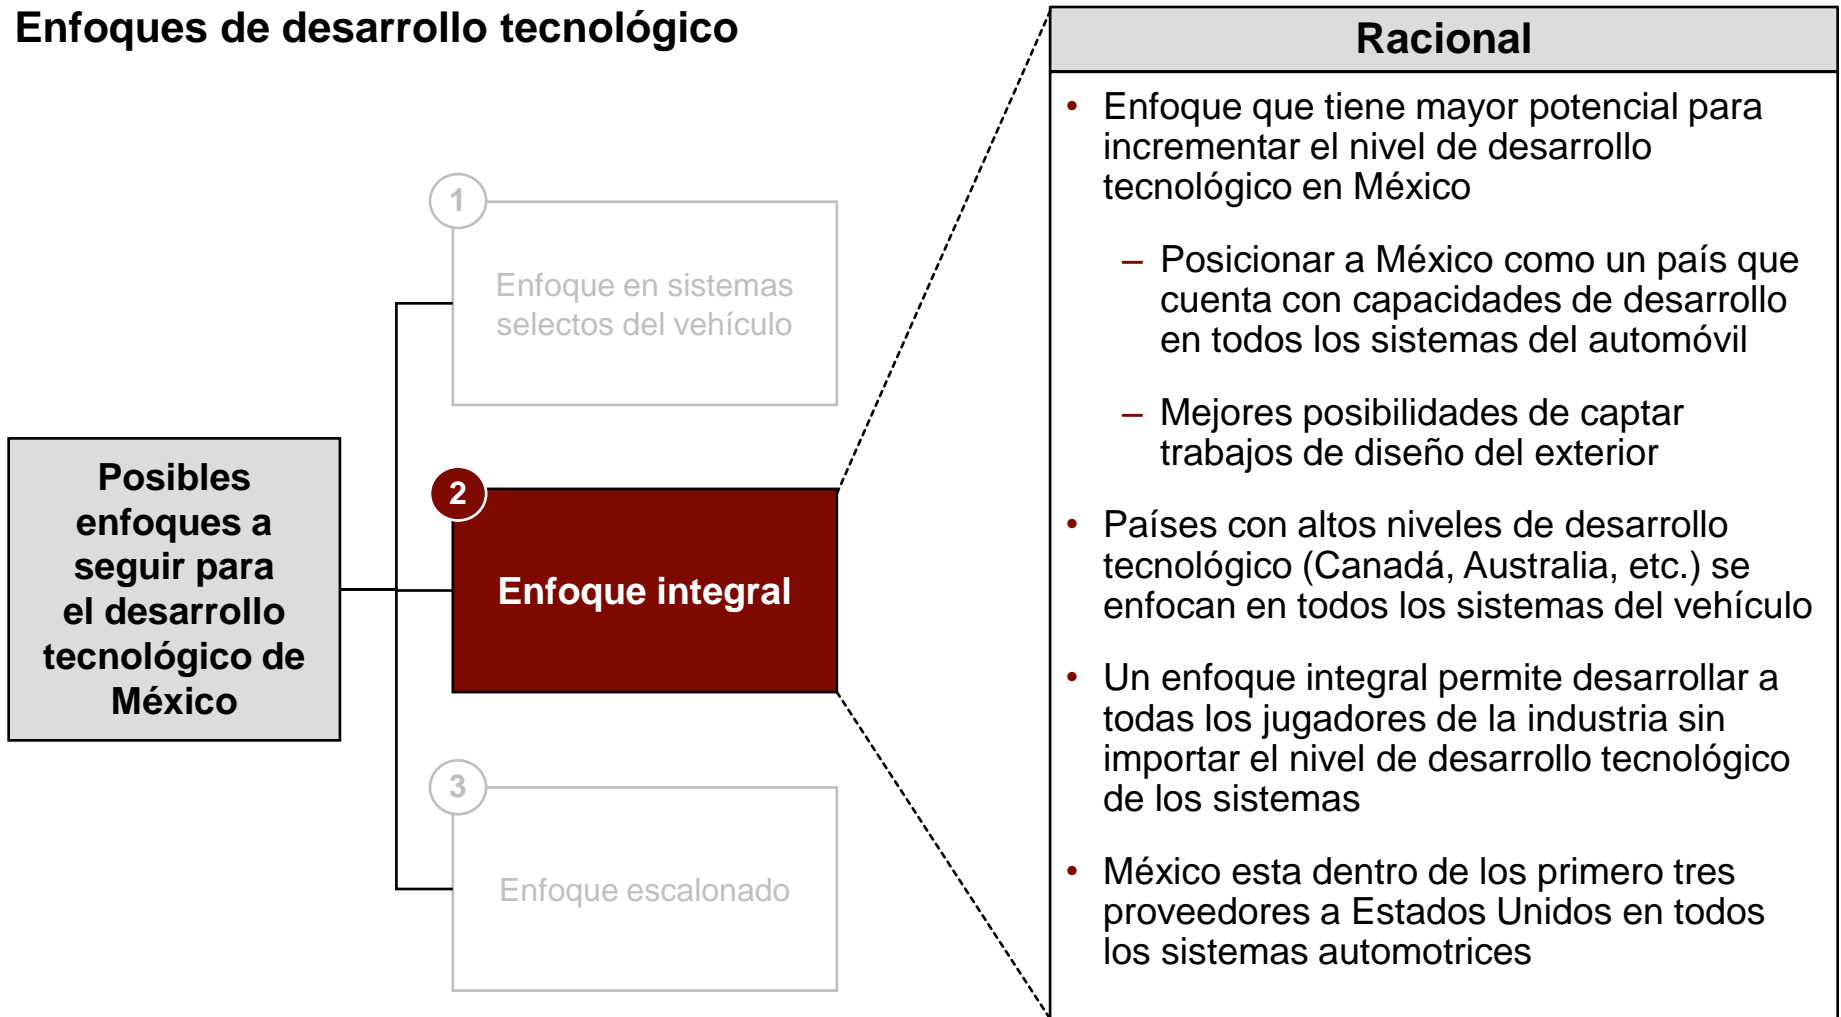 Enfoques de desarrollo tecnológico
Posibles
enfoques a
seguir para
el desarrollo
tecnológico de
México
1
Enfoque en sistemas
selectos del vehículo
2
Enfoque integral
3
Enfoque escalonado
Racional
• Enfoque que tiene mayor potencial para
incrementar el nivel de desarrollo
tecnológico en México
– Posicionar a México como un país que
cuenta con capacidades de desarrollo
en todos los sistemas del automóvil
– Mejores posibilidades de captar
trabajos de diseño del exterior
• Países con altos niveles de desarrollo
tecnológico (Canadá, Australia, etc.) se
enfocan en todos los sistemas del vehículo
• Un enfoque integral permite desarrollar a
todas los jugadores de la industria sin
importar el nivel de desarrollo tecnológico
de los sistemas
• México esta dentro de los primero tres
proveedores a Estados Unidos en todos
los sistemas automotrices